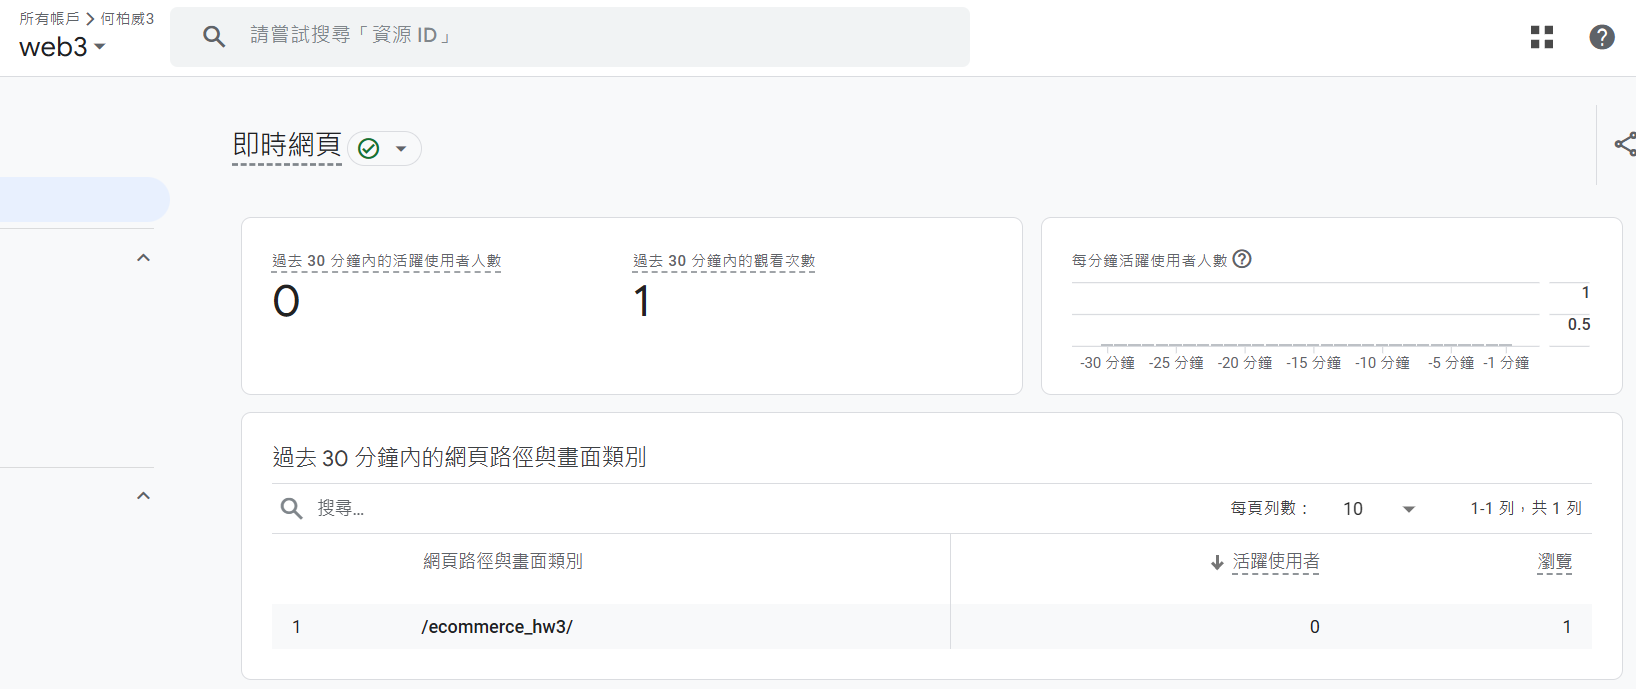 所有帳戶 > 何柏威3
web3
請嘗試搜尋「資源 ID」
即時網頁
過去 30 分鐘內的活躍使用者人數
0
過去 30 分鐘內的觀看次數
1
每分鐘活躍使用者人數
1
0.5
-30 分鐘 -25 分鐘 -20 分鐘 -15 分鐘 -10 分鐘 -5 分鐘 -1 分鐘
過去 30 分鐘內的網頁路徑與畫面類別
搜尋...
每頁列數：
10
1-1 列，共 1 列
網頁路徑與畫面類別
活躍使用者
瀏覽
1 /ecommerce_hw3/ 0 1